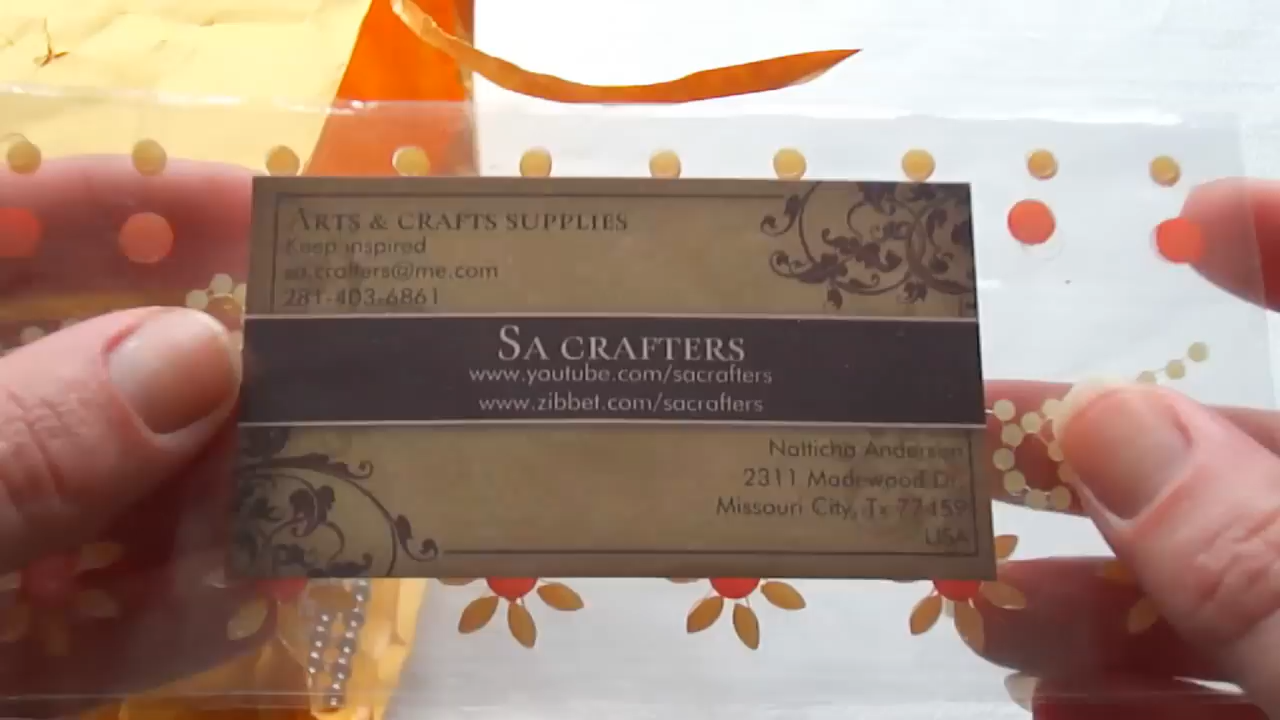 ARTS & CRAFTS SUPPLIES
Keep inspired
sa.crafters@me.com
281-403-6861
SA CRAFTERS
www.youtube.com/sacrafters
www.zibbet.com/sacrafters
Natticha Anderson
2311 Dr.
Missouri City, Tx 77459
USA